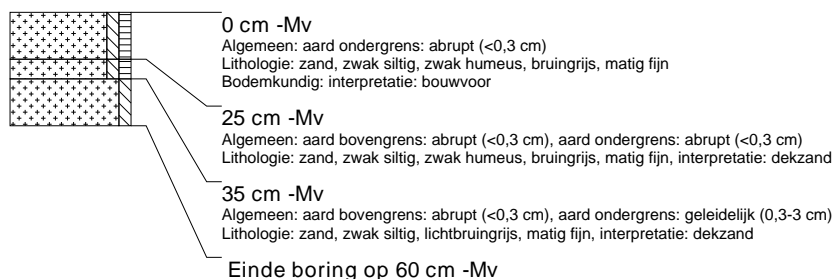 0 cm -Mv
Algemeen: aard ondergrens: abrupt (<0,3 cm)
Lithologie: zand, zwak siltig, zwak humeus, bruingrijs, matig fijn
Bodemkundig: interpretatie: bouwvoor
25 cm -Mv
Algemeen: aard bovengrens: abrupt (<0,3 cm), aard ondergrens: abrupt (<0,3 cm)
Lithologie: zand, zwak siltig, zwak humeus, bruingrijs, matig fijn, interpretatie: dekzand
35 cm -Mv
Algemeen: aard bovengrens: abrupt (<0,3 cm), aard ondergrens: geleidelijk (0,3-3 cm)
Lithologie: zand, zwak siltig, lichtbruingrijs, matig fijn, interpretatie: dekzand
Einde boring op 60 cm -Mv